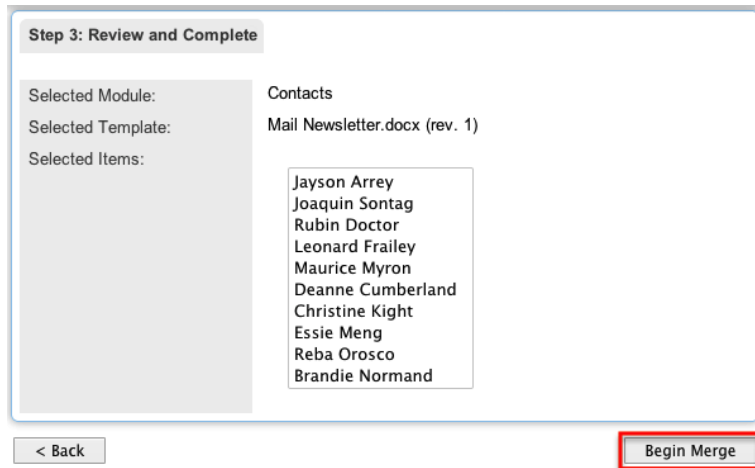 Step 3: Review and Complete
Selected Module: Contacts
Selected Template: Mail Newsletter.docx (rev. 1)
Selected Items:
Jayson Arrey
Joaquin Sontag
Rubin Doctor
Leonard Frailey
Maurice Myron
Deanne Cumberland
Christine Kight
Essie Meng
Reba Orosco
Brandie Normand
< Back Begin Merge